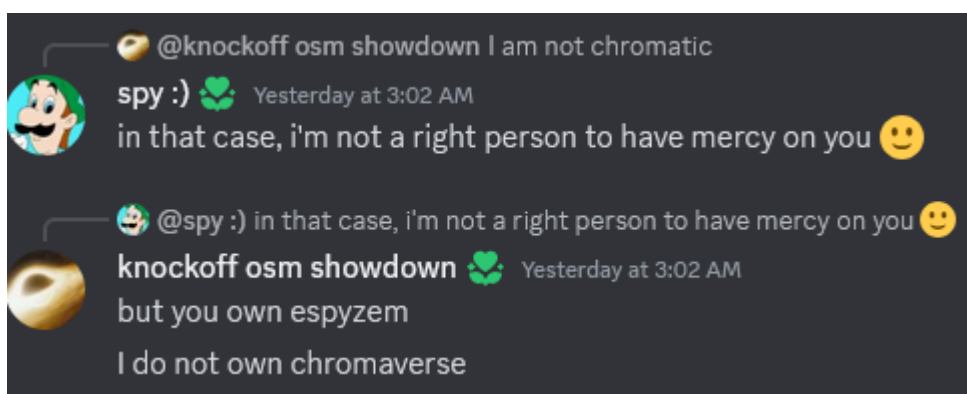 @knockoff osm showdown I am not chromatic
spy :) Yesterday at 3:02 AM
in that case, i'm not a right person to have mercy on you 🙂
@spy :) in that case, i'm not a right person to have mercy on you 🙂
knockoff osm showdown Yesterday at 3:02 AM
but you own espyzem
I do not own chromaverse